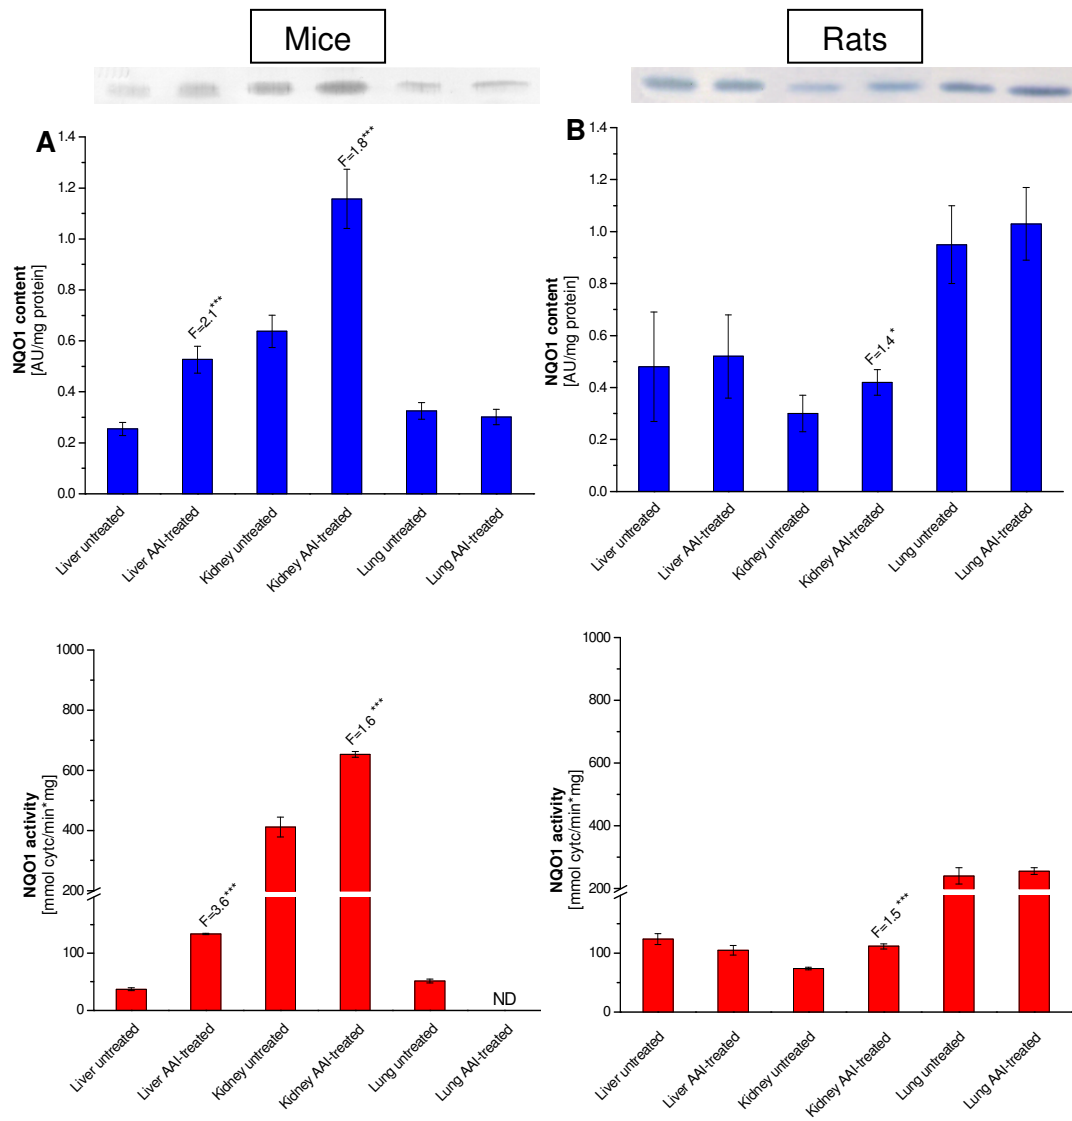 Mice
Rats
A
1.4
1.2
1.0
0.8
0.6
0.4
0.2
0.0
NQO1 content
[AU/mg protein]
F=2.1***
F=1.8***
Liver untreated
Liver AAI-treated
Kidney untreated
Kidney AAI-treated
Lung untreated
Lung AAI-treated
B
1.4
1.2
1.0
0.8
0.6
0.4
0.2
0.0
NQO1 content
[AU/mg protein]
F=1.4*
Liver untreated
Liver AAI-treated
Kidney untreated
Kidney AAI-treated
Lung untreated
Lung AAI-treated
1000
800
600
400
200
100
0
NQO1 activity
[mmol cytc/min*mg]
F=3.6***
F=1.6 ***
ND
Liver untreated
Liver AAI-treated
Kidney untreated
Kidney AAI-treated
Lung untreated
Lung AAI-treated
1000
800
600
400
200
100
0
NQO1 activity
[mmol cytc/min*mg]
F=1.5***
Liver untreated
Liver AAI-treated
Kidney untreated
Kidney AAI-treated
Lung untreated
Lung AAI-treated